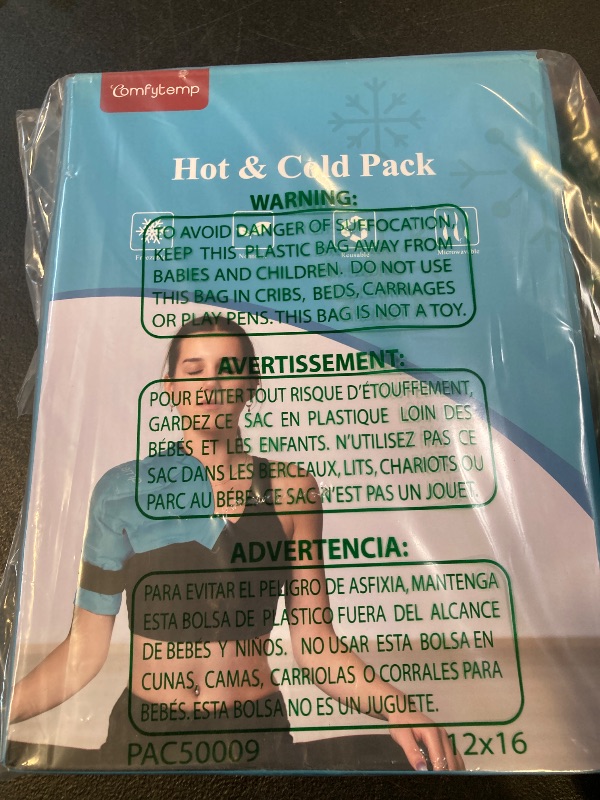 Comfytemp
Hot & Cold Pack
WARNING:
TO AVOID DANGER OF SUFFOCATION,
KEEP THIS PLASTIC BAG AWAY FROM
BABIES AND CHILDREN. DO NOT USE
THIS BAG IN CRIBS, BEDS, CARRIAGES
OR PLAY PENS. THIS BAG IS NOT A TOY.
Reusable
Microwavable
AVERTISSEMENT:
POUR ÉVITER TOUT RISQUE D'ÉTOUFFEMENT,
GARDEZ CE SAC EN PLASTIQUE LOIN DES
BÉBÉS ET LES ENFANTS. N'UTILISEZ PAS CE
SAC DANS LES BERCEAUX, LITS, CHARIOTS OU
PARC AU BÉBÉ. CE SAC N'EST PAS UN JOUET.
ADVERTENCIA:
PARA EVITAR EL PELIGRO DE ASFIXIA, MANTENGA
ESTA BOLSA DE PLASTICO FUERA DEL ALCANCE
DE BEBES Y NINOS. NO USAR ESTA BOLSA EN
CUNAS, CAMAS, CARRIOLAS O CORRALES PARA
BEBÉS. ESTA BOLSA NO ES UN JUGUETE.
PAC50009
12x16